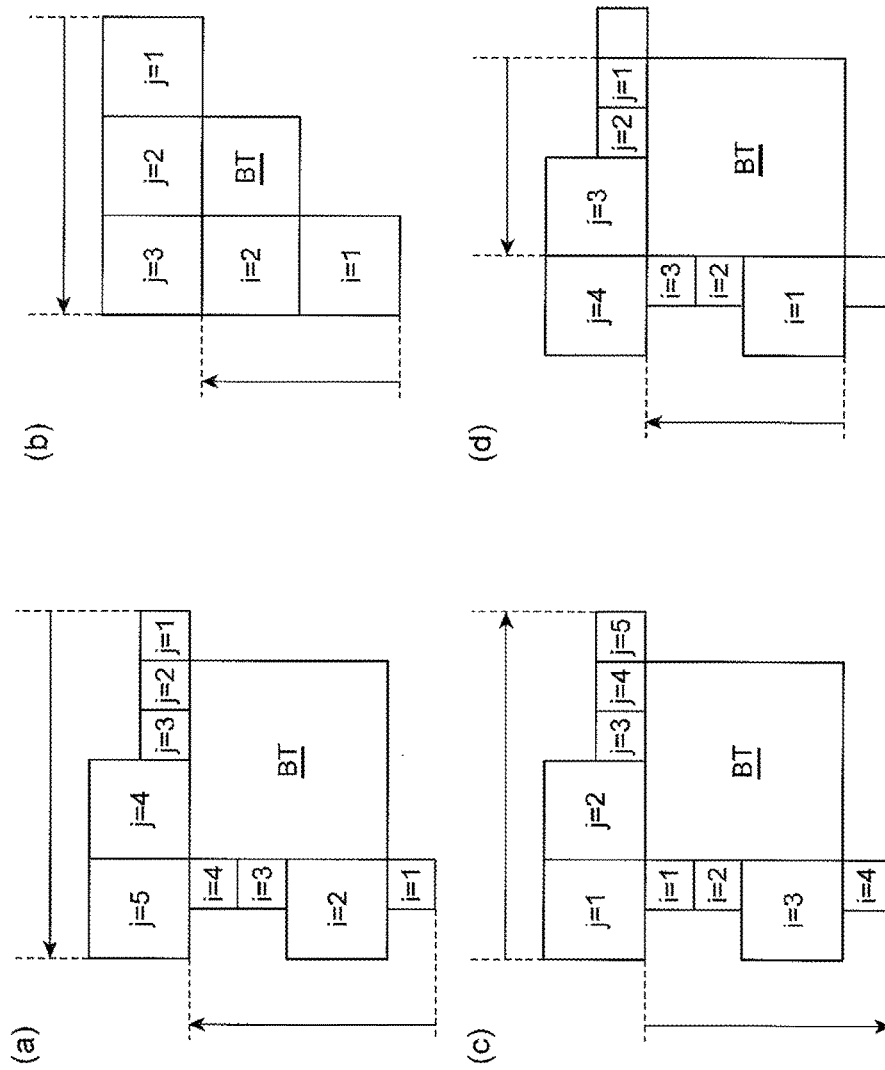 (a)
j=5
j=4
j=3
j=2
j=1
i=4
i=3
i=2
i=1
BT
(b)
j=3
j=2
j=1
i=2
BT
i=1
(c)
j=1
j=2
j=3
j=4
j=5
i=1
i=2
i=3
i=4
BT
(d)
j=4
j=3
j=2
j=1
i=3
i=2
i=1
BT